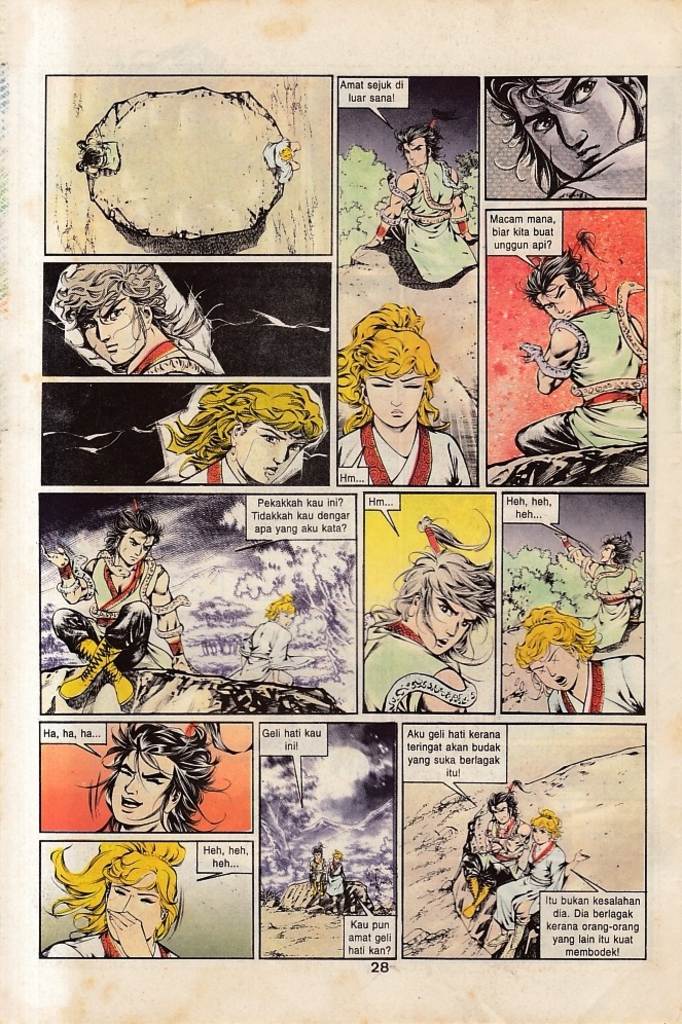 Amat sejuk di
luar sana!
Hm...
Macam mana,
biar kita buat
unggun api?
Pekakkah kau ini?
Tidakkah kau dengar
apa yang aku kata?
Hm...
Heh, heh,
heh...
Ha, ha, ha...
Heh, heh,
heh...
Geli hati kau
ini!
Kau pun
amat geli
hati kan?
Aku geli hati kerana
teringat akan budak
yang suka berlagak
itu!
Itu bukan kesalahan
dia. Dia berlagak
kerana orang-orang
yang lain itu kuat
membodek!
28